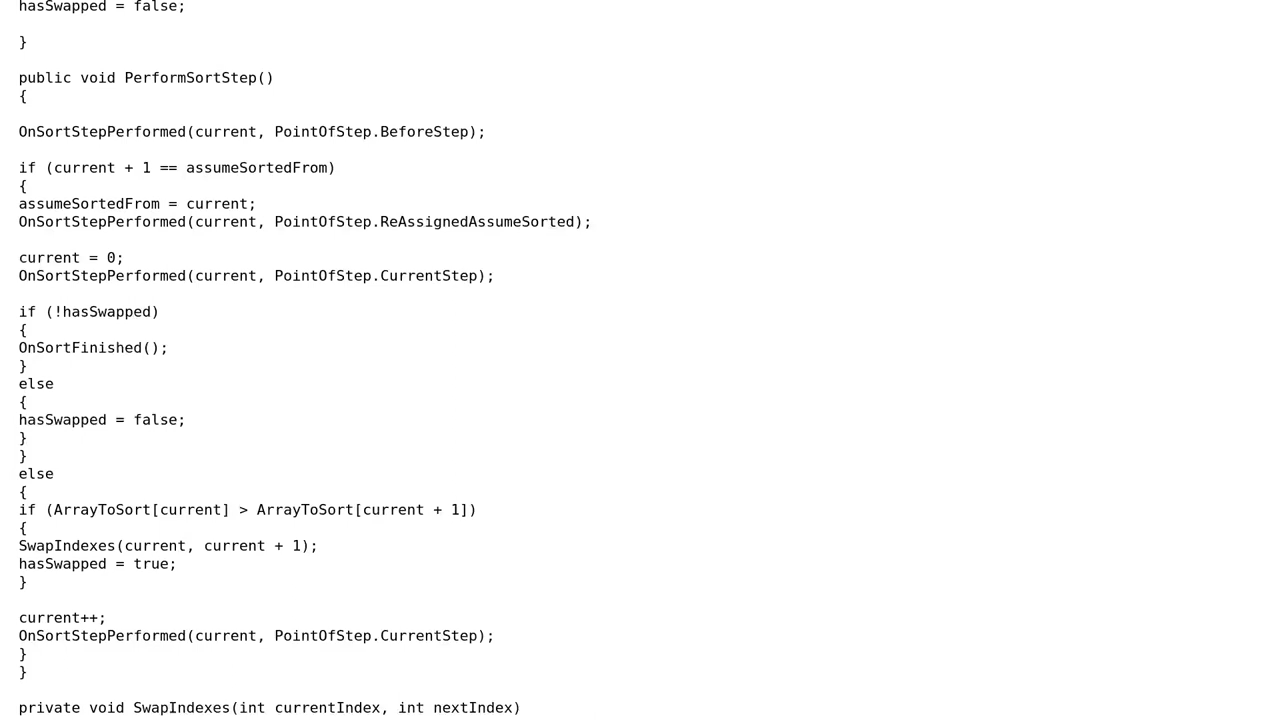 hasSwapped = false;
}
public void PerformSortStep()
{
OnSortStepPerformed(current, PointOfStep.BeforeStep);
if (current + 1 == assumeSortedFrom)
{
assumeSortedFrom = current;
OnSortStepPerformed(current, PointOfStep.ReAssignedAssumeSorted);
current = 0;
OnSortStepPerformed(current, PointOfStep.CurrentStep);
if (!hasSwapped)
{
OnSortFinished();
}
else
{
hasSwapped = false;
}
}
else
{
if (ArrayToSort[current] > ArrayToSort[current + 1])
{
SwapIndexes(current, current + 1);
hasSwapped = true;
}
current++;
OnSortStepPerformed(current, PointOfStep.CurrentStep);
}
}
private void SwapIndexes(int currentIndex, int nextIndex)